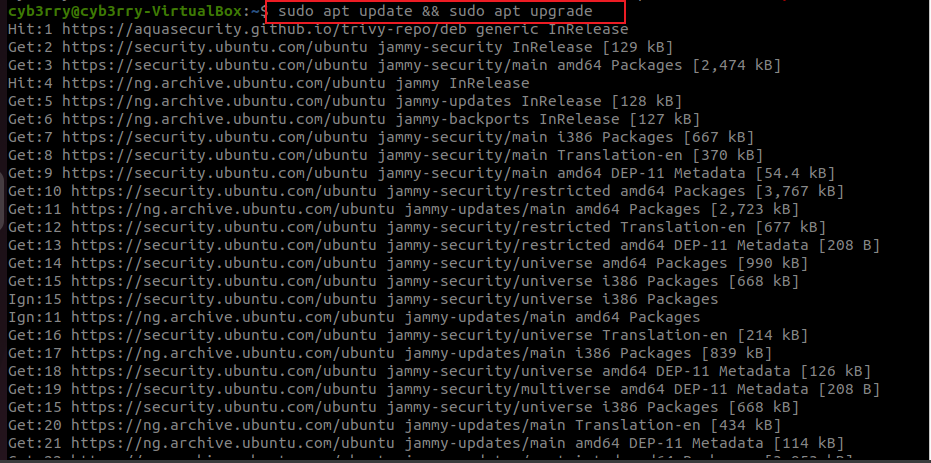 cyb3rry@cyb3rry-VirtualBox:~$ sudo apt update && sudo apt upgrade
Hit:1 https://aquasecurity.github.io/trivy-repo/deb generic InRelease
Get:2 https://security.ubuntu.com/ubuntu jammy-security InRelease [129 kB]
Get:3 https://security.ubuntu.com/ubuntu jammy-security/main amd64 Packages [2,474 kB]
Hit:4 https://ng.archive.ubuntu.com/ubuntu jammy InRelease
Get:5 https://ng.archive.ubuntu.com/ubuntu jammy-updates InRelease [128 kB]
Get:6 https://ng.archive.ubuntu.com/ubuntu jammy-backports InRelease [127 kB]
Get:7 https://security.ubuntu.com/ubuntu jammy-security/main i386 Packages [667 kB]
Get:8 https://security.ubuntu.com/ubuntu jammy-security/main Translation-en [370 kB]
Get:9 https://security.ubuntu.com/ubuntu jammy-security/main amd64 DEP-11 Metadata [54.4 kB]
Get:10 https://security.ubuntu.com/ubuntu jammy-security/restricted amd64 Packages [3,767 kB]
Get:11 https://ng.archive.ubuntu.com/ubuntu jammy-updates/main amd64 Packages [2,723 kB]
Get:12 https://security.ubuntu.com/ubuntu jammy-security/restricted Translation-en [677 kB]
Get:13 https://security.ubuntu.com/ubuntu jammy-security/restricted amd64 DEP-11 Metadata [208 B]
Get:14 https://security.ubuntu.com/ubuntu jammy-security/universe amd64 Packages [990 kB]
Get:15 https://security.ubuntu.com/ubuntu jammy-security/universe i386 Packages [668 kB]
Ign:15 https://security.ubuntu.com/ubuntu jammy-security/universe i386 Packages
Ign:11 https://ng.archive.ubuntu.com/ubuntu jammy-updates/main amd64 Packages
Get:16 https://security.ubuntu.com/ubuntu jammy-security/universe Translation-en [214 kB]
Get:17 https://ng.archive.ubuntu.com/ubuntu jammy-updates/main i386 Packages [839 kB]
Get:18 https://security.ubuntu.com/ubuntu jammy-security/universe amd64 DEP-11 Metadata [126 kB]
Get:19 https://security.ubuntu.com/ubuntu jammy-security/multiverse amd64 DEP-11 Metadata [208 B]
Get:15 https://security.ubuntu.com/ubuntu jammy-security/universe i386 Packages [668 kB]
Get:20 https://ng.archive.ubuntu.com/ubuntu jammy-updates/main Translation-en [434 kB]
Get:21 https://ng.archive.ubuntu.com/ubuntu jammy-updates/main amd64 DEP-11 Metadata [114 kB]